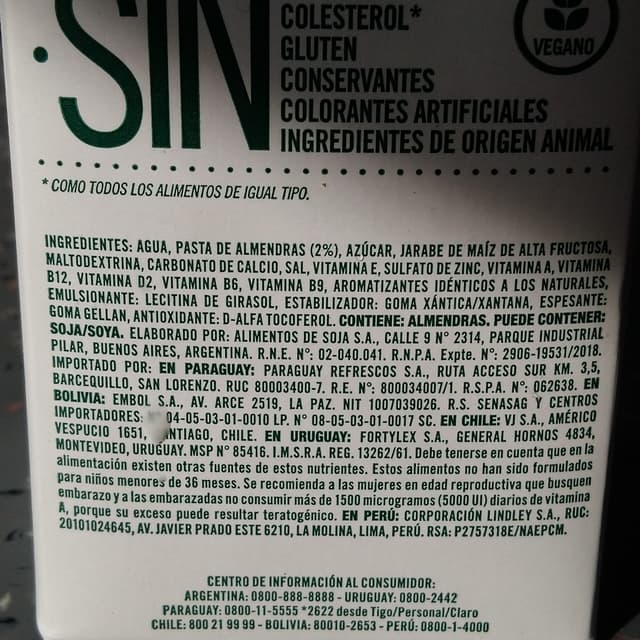 COLESTEROL*
VEGANO
· SIN
GLUTEN
CONSERVANTES
COLORANTES ARTIFICIALES
INGREDIENTES DE ORIGEN ANIMAL
* COMO TODOS LOS ALIMENTOS DE IGUAL TIPO.
INGREDIENTES: AGUA, PASTA DE ALMENDRAS (2%), AZÚCAR, JARABE DE MAÍZ DE ALTA FRUCTOSA,
MALTODEXTRINA, CARBONATO DE CALCIO, SAL, VITAMINA E, SULFATO DE ZINC, VITAMINA A, VITAMINA
B12, VITAMINA D2, VITAMINA B6, VITAMINA B9, AROMATIZANTES IDÉNTICOS A LOS NATURALES,
EMULSIONANTE: LECITINA DE GIRASOL, ESTABILIZADOR: GOMA XÁNTICA/XANTANA, ESPESANTE:
GOMA GELLAN, ANTIOXIDANTE: D-ALFA TOCOFEROL. CONTIENE: ALMENDRAS. PUEDE CONTENER:
SOJA/SOYA. ELABORADO POR: ALIMENTOS DE SOJA S.A., CALLE 9 N° 2314, PARQUE INDUSTRIAL
PILAR, BUENOS AIRES, ARGENTINA. R.N.E. N°: 02-040.041. R.N.P.A. Expte. N°: 2906-19531/2018.
IMPORTADO POR: EN PARAGUAY: PARAGUAY REFRESCOS S.A., RUTA ACCESO SUR KM. 3,5,
BARCEQUILLO, SAN LORENZO. RUC 80003400-7. R.E. N°: 800034007/1. R.S.P.A. N°: 062638. EN
BOLIVIA: EMBOL S.A., AV. ARCE 2519, LA PAZ. NIT 1007039026. R.S. SENASAG Y CENTROS
IMPORTADORES: 04-05-03-01-0010 LP. N° 08-05-03-01-0017 SC. EN CHILE: VJ S.A., AMÉRICO
VESPUCIO 1651, NTIAGO, CHILE. EN URUGUAY: FORTYLEX S.A., GENERAL HORNOS 4834,
MONTEVIDEO, URUGUAY. MSP N° 85416. I.M.S.R.A. REG. 13262/61. Debe tenerse en cuenta que en la
alimentación existen otras fuentes de estos nutrientes. Estos alimentos no han sido formulados
para niños menores de 36 meses. Se recomienda a las mujeres en edad reproductiva que busquen
embarazo y a las embarazadas no consumir más de 1500 microgramos (5000 UI) diarios de vitamina
A, porque su exceso puede resultar teratogénico. EN PERÚ: CORPORACIÓN LINDLEY S.A., RUC:
20101024645, AV. JAVIER PRADO ESTE 6210, LA MOLINA, LIMA, PERÚ. RSA: P2757318E/NAEPCM.
CENTRO DE INFORMACIÓN AL CONSUMIDOR:
ARGENTINA: 0800-888-8888 - URUGUAY: 0800-2442
PARAGUAY: 0800-11-5555 *2622 desde Tigo/Personal/Claro
CHILE: 800 21 99 99 - BOLIVIA: 80010-2653 - PERÚ: 0800-1-4000